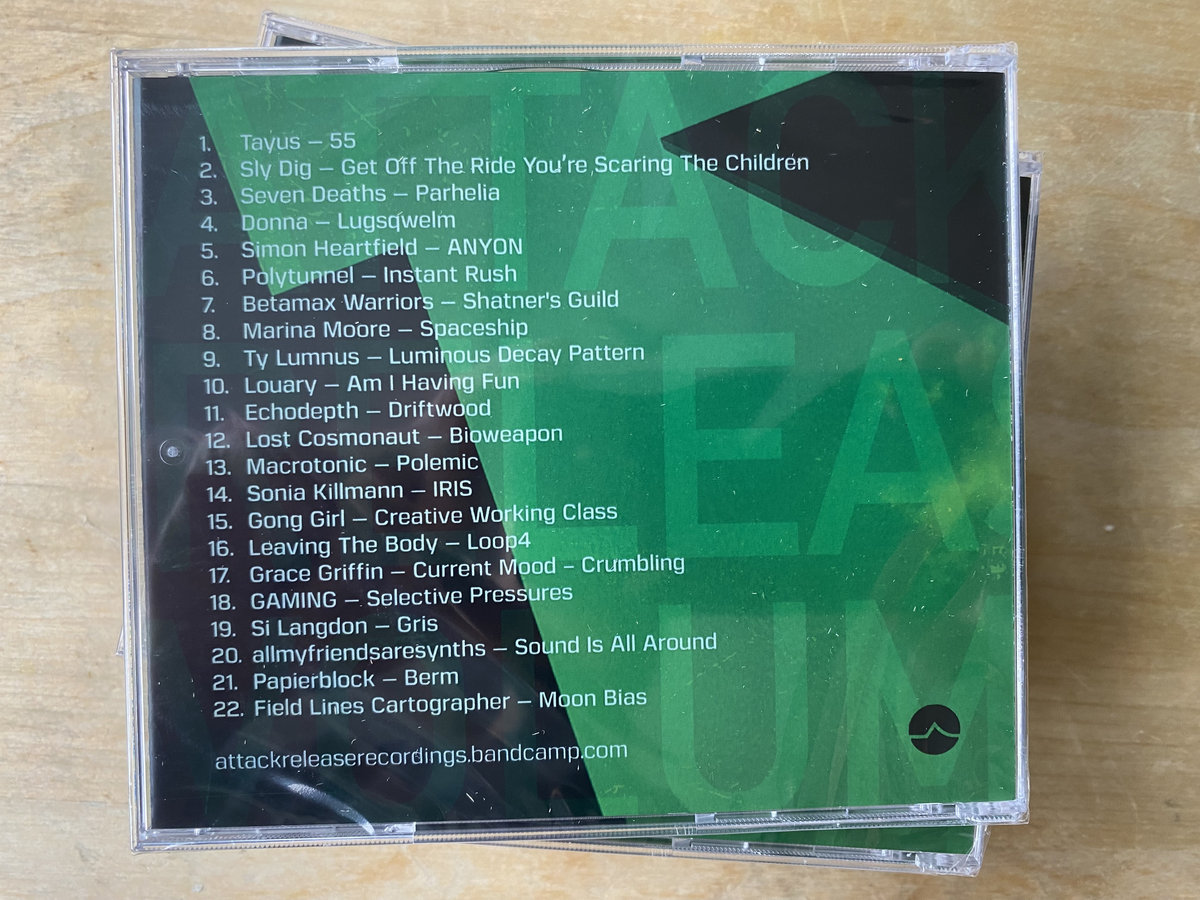 ATTACK
RELEAS
VOLUM
1. Tayus – 55
2. Sly Dig – Get Off The Ride You're Scaring The Children
3. Seven Deaths – Parhelia
4. Donna – Lugsqwelm
5. Simon Heartfield – ANYON
6. Polytunnel – Instant Rush
7. Betamax Warriors – Shatner's Guild
8. Marina Moore – Spaceship
9. Ty Lumnus – Luminous Decay Pattern
10. Louary – Am I Having Fun
11. Echodepth – Driftwood
12. Lost Cosmonaut – Bioweapon
13. Macrotonic – Polemic
14. Sonia Killmann – IRIS
15. Gong Girl – Creative Working Class
16. Leaving The Body – Loop4
17. Grace Griffin – Current Mood – Crumbling
18. GAMING – Selective Pressures
19. Si Langdon – Gris
20. allmyfriendsaresynths – Sound Is All Around
21. Papierblock – Berm
22. Field Lines Cartographer – Moon Bias
attackreleaserecordings.bandcamp.com